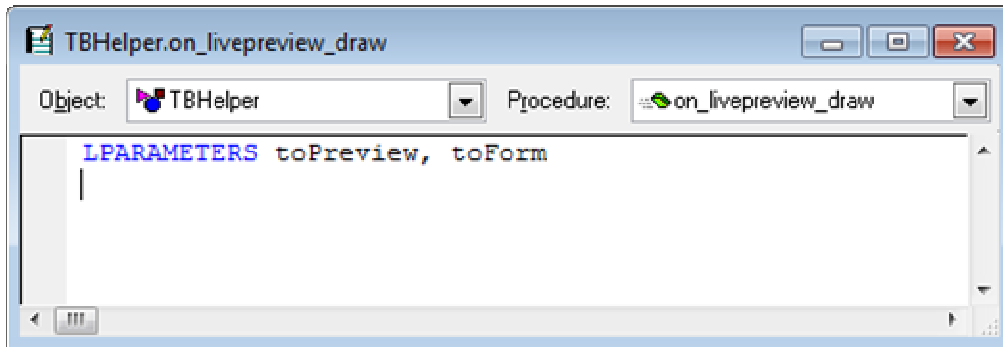 TBHelper.on_livepreview_draw
Object: TBHelper Procedure: on_livepreview_draw
LPARAMETERS toPreview, toForm